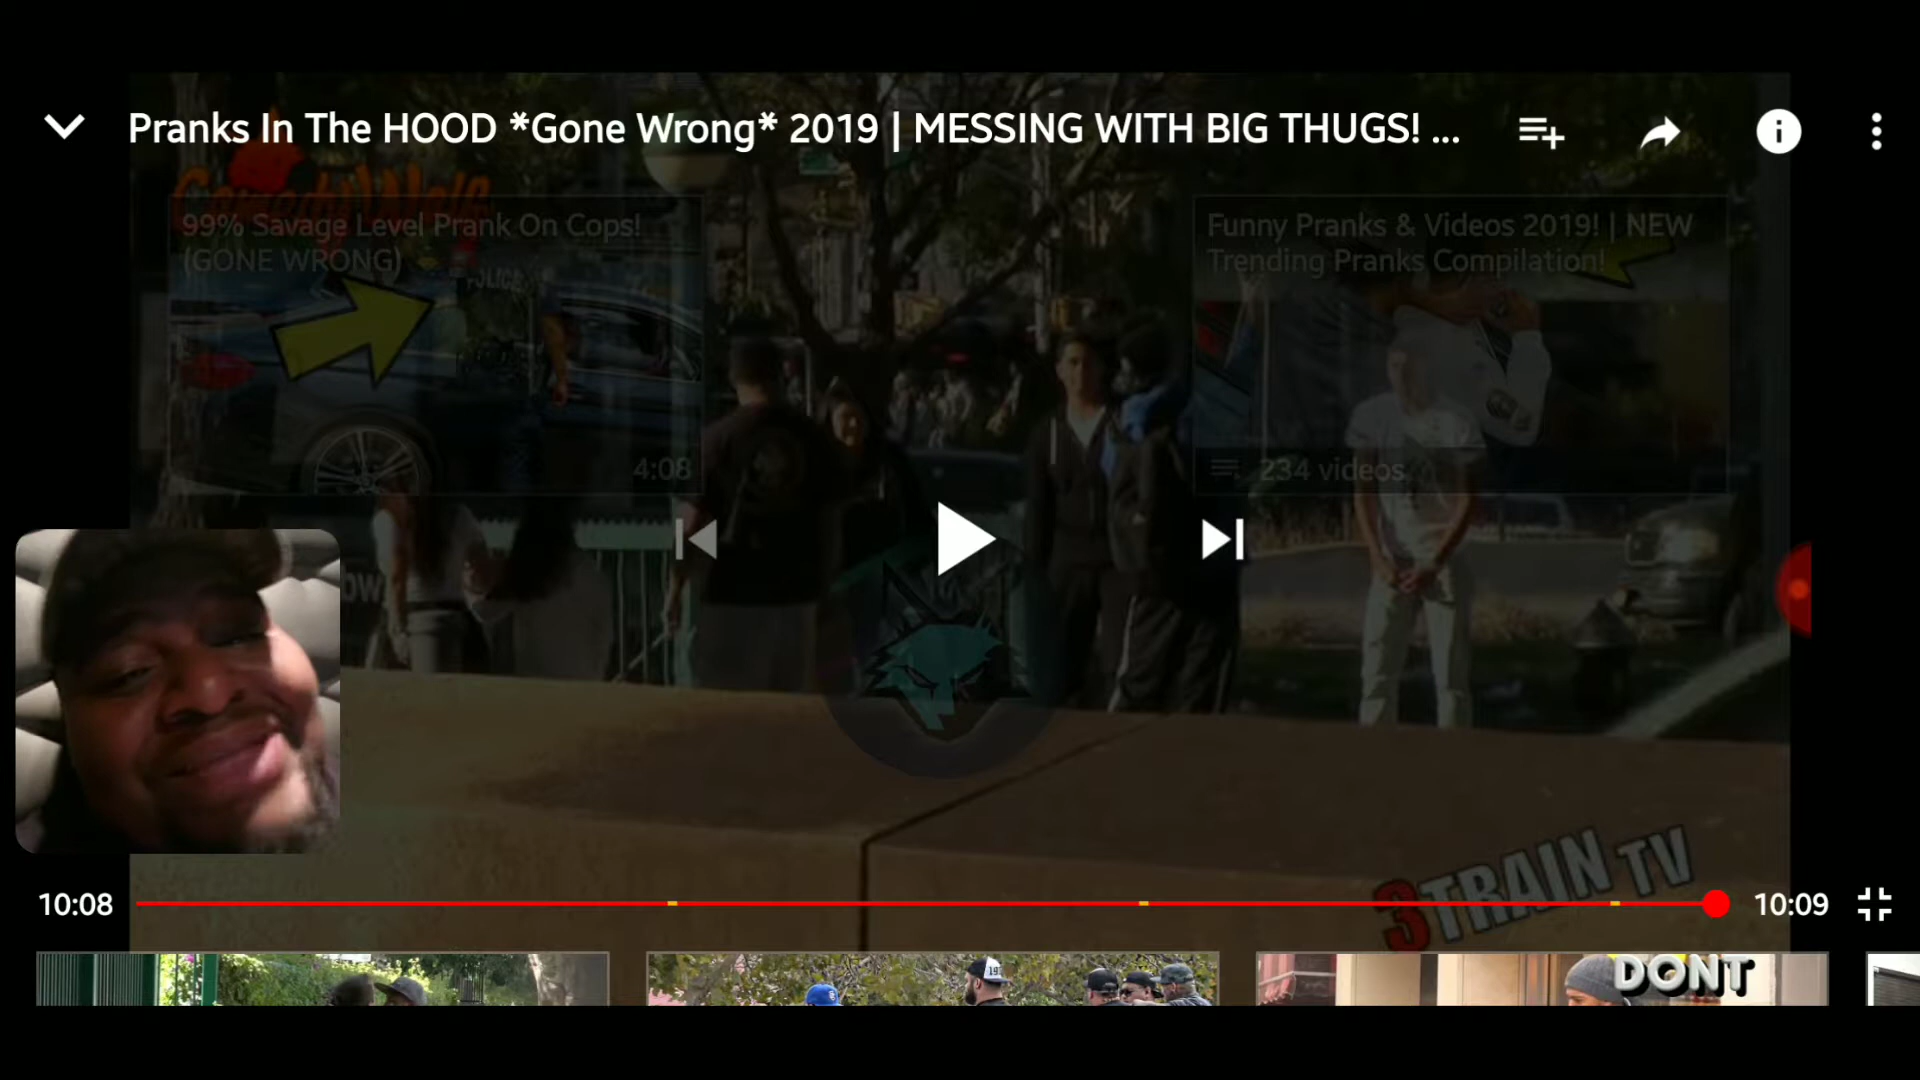 Pranks In The HOOD *Gone Wrong* 2019 | MESSING WITH BIG THUGS! ...
ComedyWolf
99% Savage Level Prank On Cops!
(GONE WRONG)
POLICE
4:08
Funny Pranks & Videos 2019! | NEW
Trending Pranks Compilation!
234 videos
3TRAIN TV
10:08
10:09
DONT